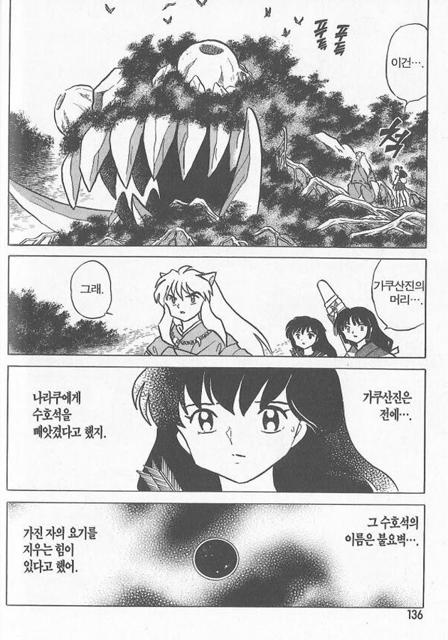 푸푸
푸푸
이건···.
척
가쿠산진의
머리···.
그래.
가쿠산진은
전에···.
나라쿠에게
수호석을
빼앗겼다고 했지.
그 수호석의
이름은 불요벽···.
가진 자의 요기를
지우는 힘이
있다고 했어.
136